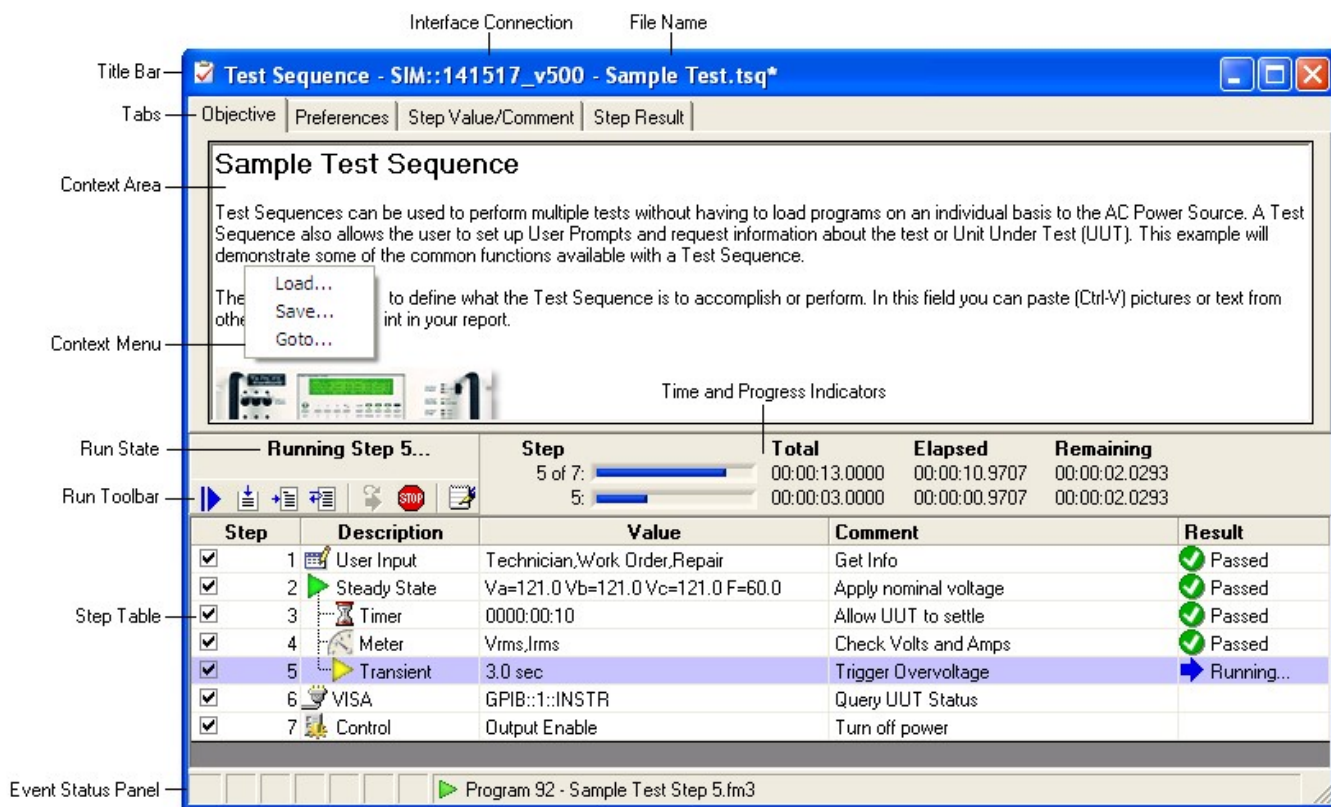 Interface Connection File Name
Title Bar
Test Sequence - SIM::141517_v500 - Sample Test.tsq*
Tabs
Objective Preferences Step Value/Comment Step Result
Context Area
Sample Test Sequence
Test Sequences can be used to perform multiple tests without having to load programs on an individual basis to the AC Power Source. A Test
Sequence also allows the user to set up User Prompts and request information about the test or Unit Under Test (UUT). This example will
demonstrate some of the common functions available with a Test Sequence.
The to define what the Test Sequence is to accomplish or perform. In this field you can paste (Ctrl-V) pictures or text from
othe int in your report.
Context Menu
Load...
Save...
Goto...
Time and Progress Indicators
Run State
Running Step 5...
Step Total Elapsed Remaining
5 of 7: 00:00:13.0000 00:00:10.9707 00:00:02.0293
5: 00:00:03.0000 00:00:00.9707 00:00:02.0293
Run Toolbar
STOP
Step Description Value Comment Result
1 User Input Technician,Work Order,Repair Get Info Passed
2 Steady State Va=121.0 Vb=121.0 Vc=121.0 F=60.0 Apply nominal voltage Passed
Step Table
3 Timer 0000:00:10 Allow UUT to settle Passed
4 Meter Vrms,Irms Check Volts and Amps Passed
5 Transient 3.0 sec Trigger Overvoltage Running...
6 VISA GPIB::1::INSTR Query UUT Status
7 Control Output Enable Turn off power
Event Status Panel
Program 92 - Sample Test Step 5.fm3